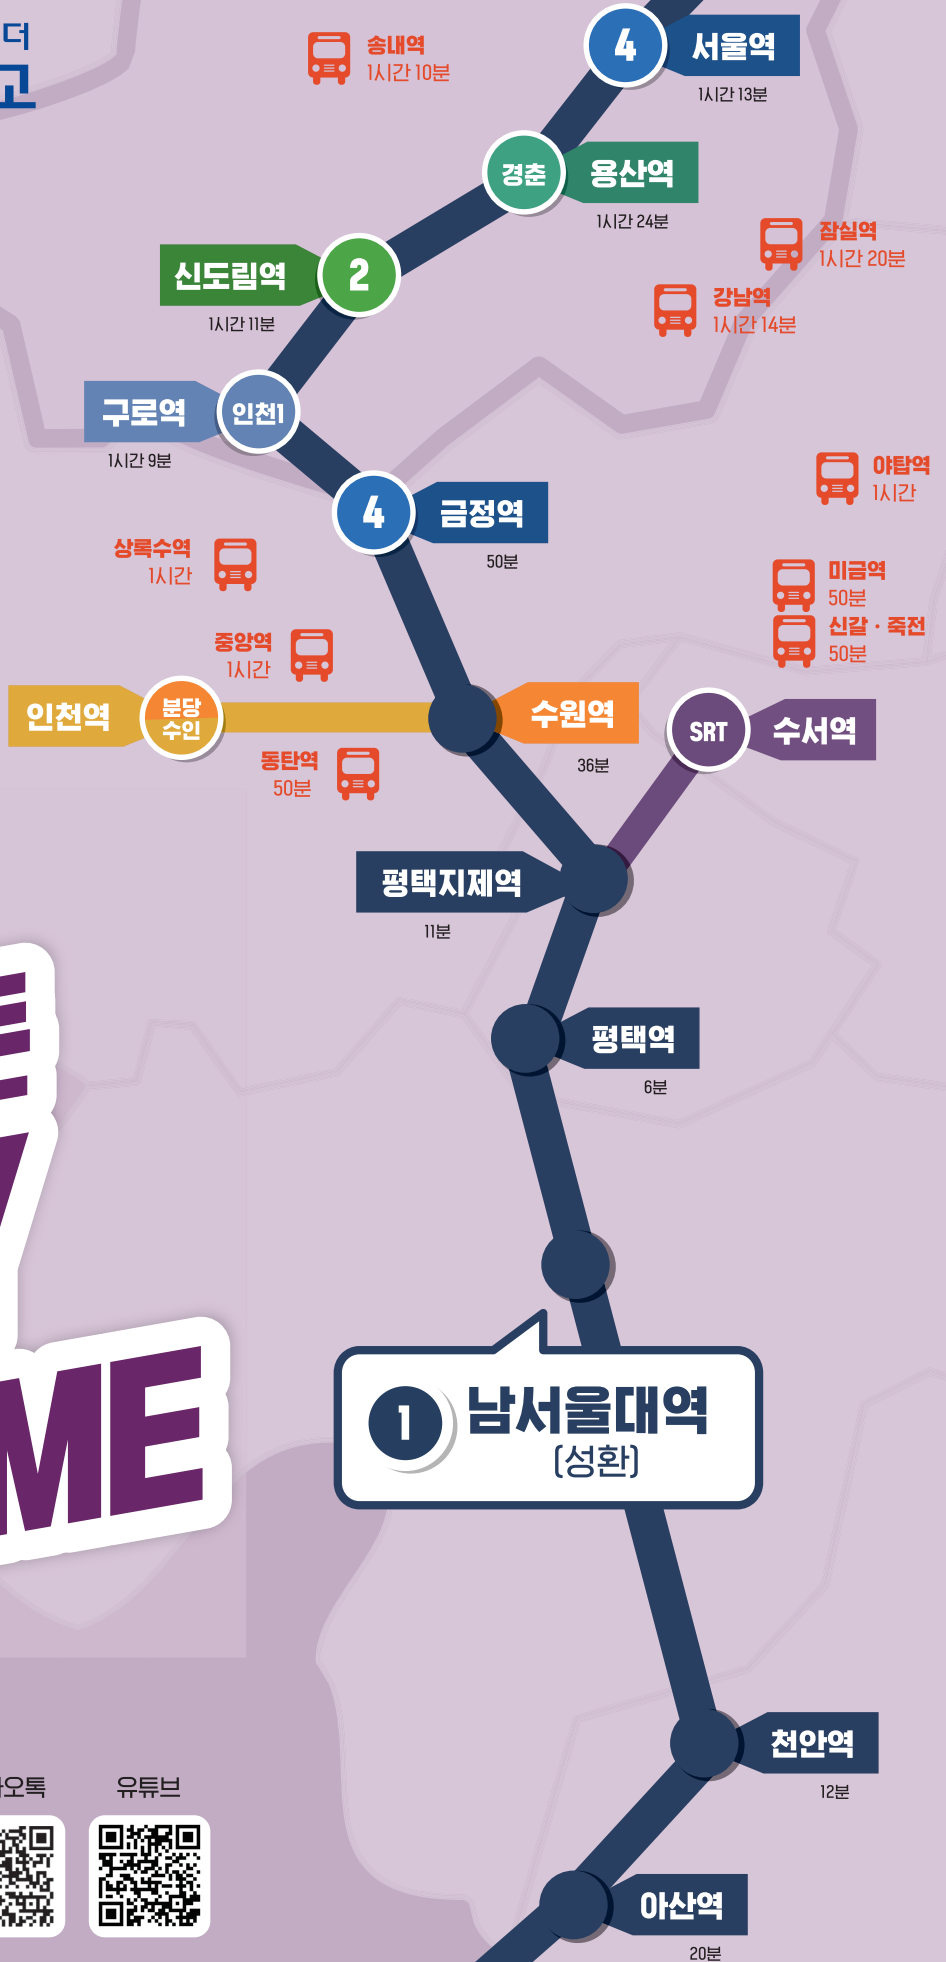 더
고
송내역
1시간 10분
4
서울역
1시간 13분
경춘
용산역
1시간 24분
잠실역
1시간 20분
신도림역
2
1시간 11분
강남역
1시간 14분
구로역
인천1
1시간 9분
야탑역
1시간
4
금정역
50분
상록수역
1시간
미금역
50분
신갈·죽전
50분
중앙역
1시간
인천역
분당
수인
수원역
36분
SRT
수서역
동탄역
50분
평택지제역
11분
평택역
6분
ME
1
남서울대역
(성환)
천안역
12분
오톡
유튜브
아산역
20분